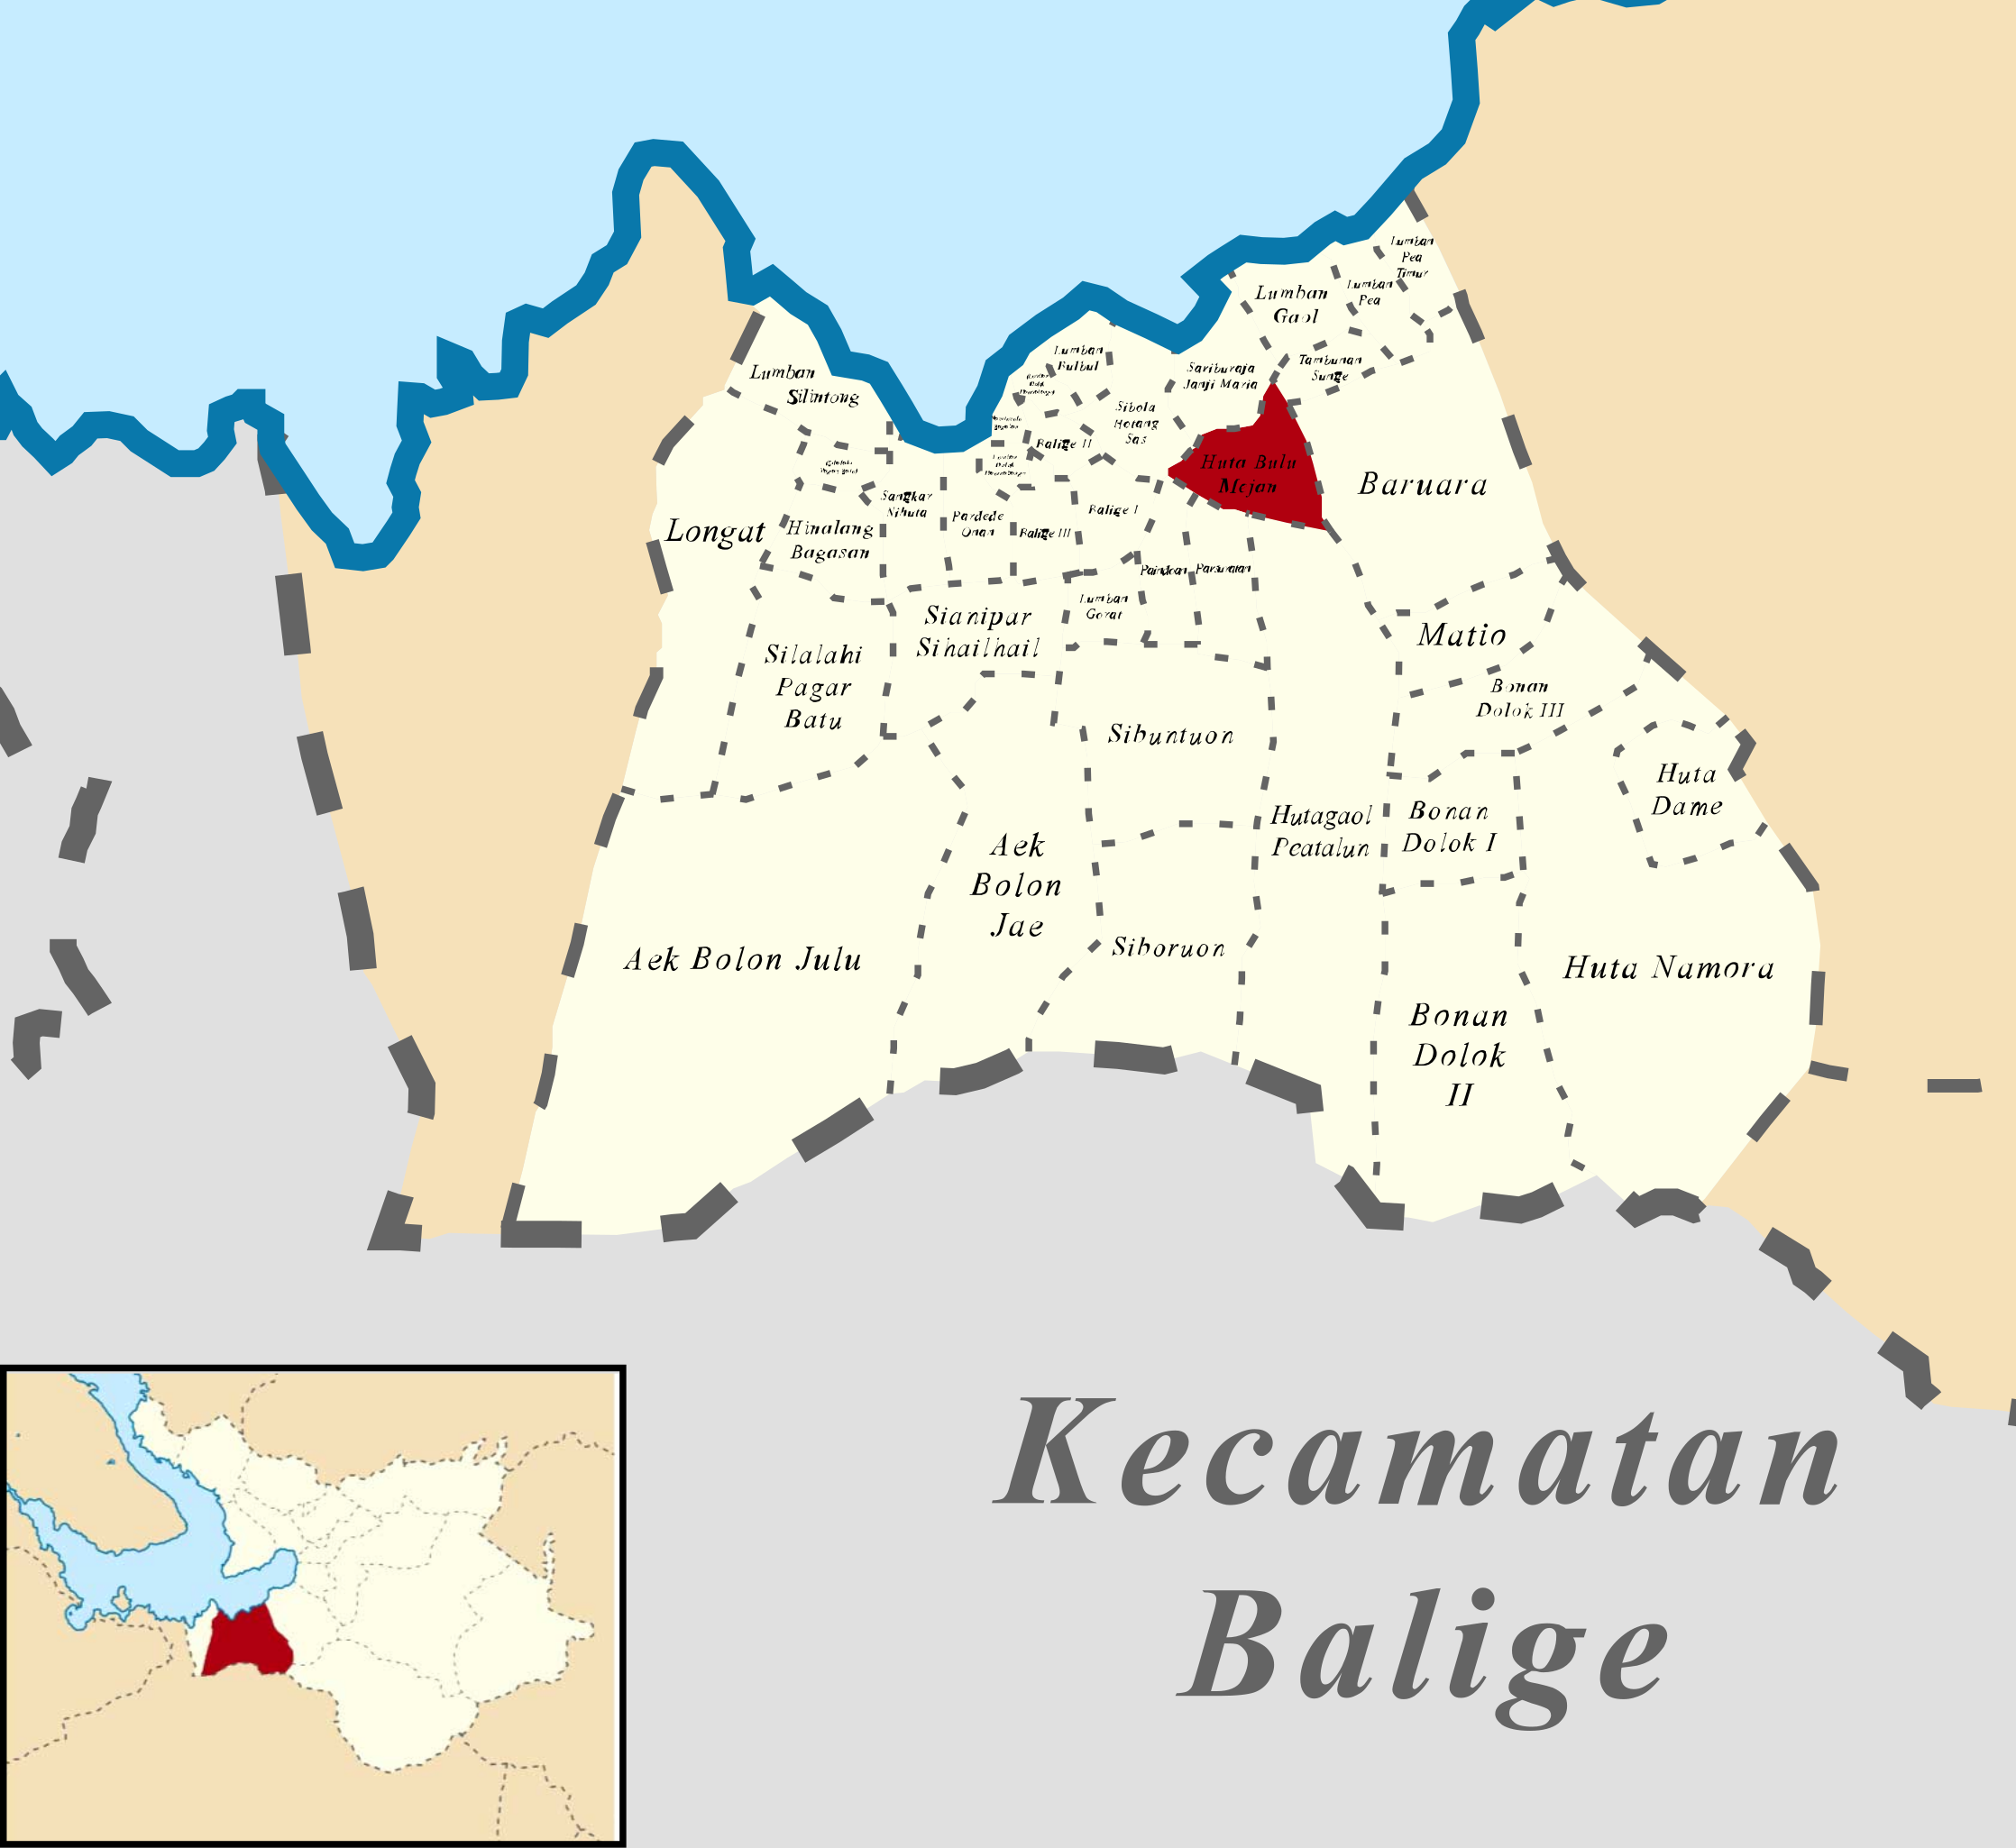 Lumban
Pea
Timur
Lumban
Pea
Lumban
Gaol
Tambunan
Sunge
Lumban
Bulbul
Sariburaja
Janji Maria
Lumban
Silintong
Sibola
Hotang
Sas
Balige II
Huta Bulu
Mejan
Baruara
Longat
Hinalang
Bagasan
Sangkar
Nihuta
Pardede
Onan
Balige III
Balige I
Paindoan
Parsuratan
Lumban
Gorat
Sianipar
Sihailhail
Silalahi
Pagar
Batu
Matio
Bonan
Dolok III
Sibuntuon
Huta
Dame
Hutagaol
Peatalun
Bonan
Dolok I
Aek
Bolon
Jae
Aek Bolon Julu
Siboruon
Huta Namora
Bonan
Dolok
II
Kecamatan
Balige